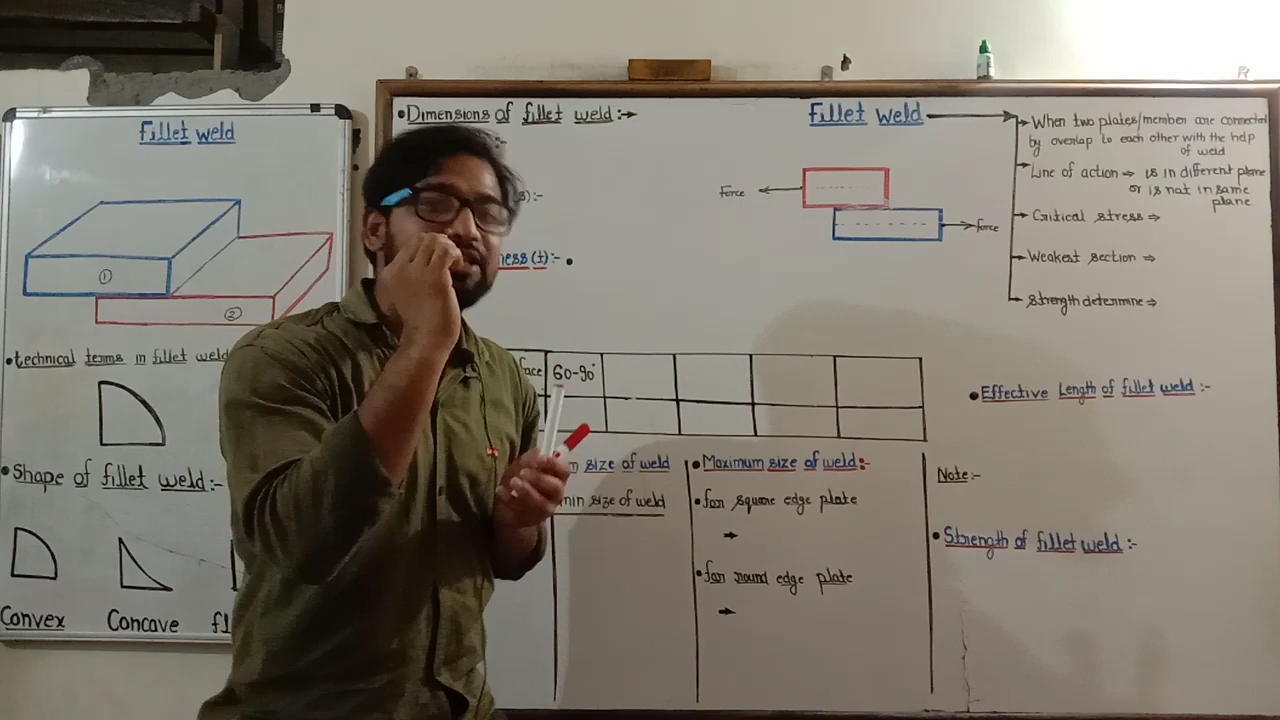 Fillet weld
①
②
•technical terms in fillet weld
•Shape of fillet weld:-
Convex
Concave
•Dimensions of fillet weld:→
(t):- •
face
60-90°
size of weld
min size of weld
•Maximum size of weld:-
•for square edge plate
→
•for round edge plate
→
Fillet weld
When two plates/member are connected
by overlap to each other with the help
of weld
Line of action ⇒ is in different plane
or is not in same
plane
Critical stress ⇒
Weakest section ⇒
Strength determine ⇒
Force
force
•Effective Length of fillet weld:-
Note:-
•Strength of fillet weld:-